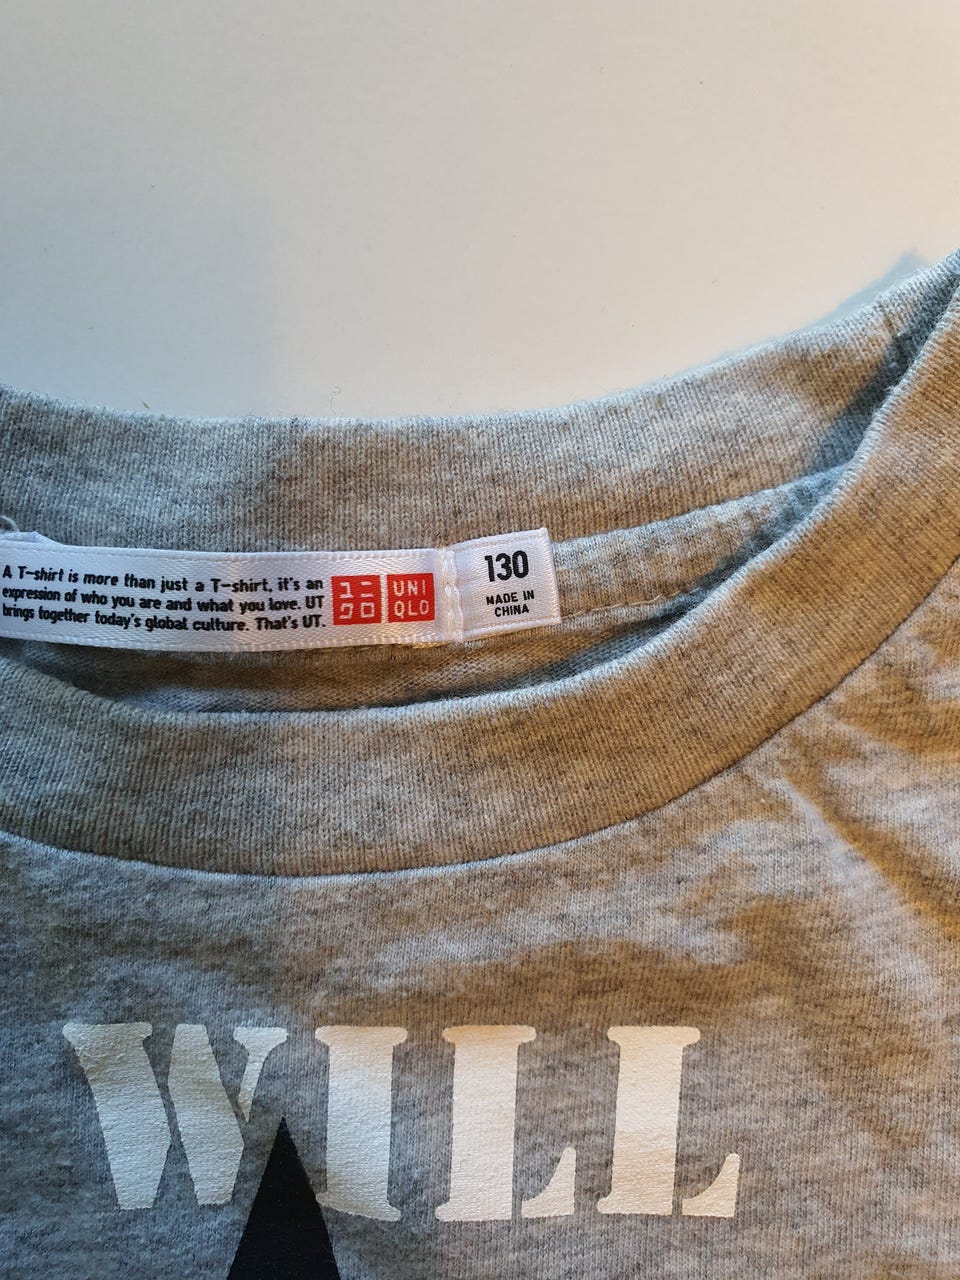 A T-shirt is more than just a T-shirt, it's an
expression of who you are and what you love. UT
brings together today's global culture. That's UT.
ユニ
クロ
UNI
QLO
130
MADE IN
CHINA
WILL